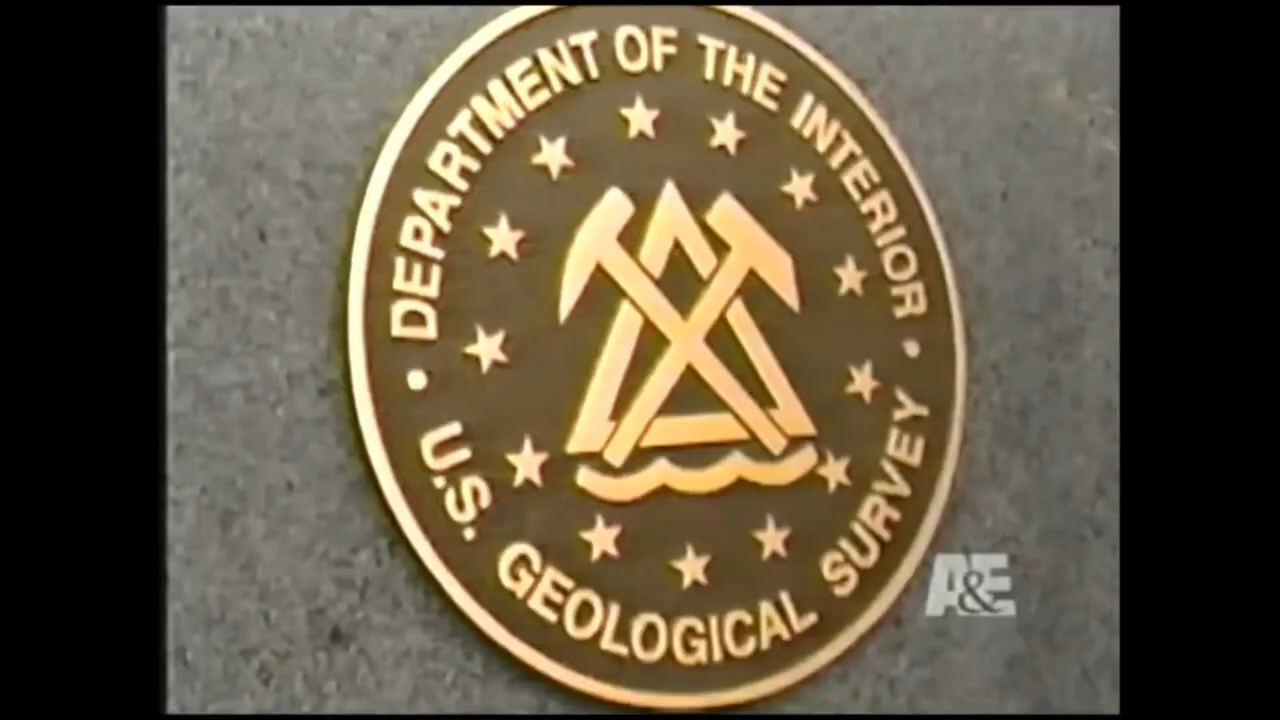 DEPARTMENT OF THE INTERIOR
U.S. GEOLOGICAL SURVEY
A&E